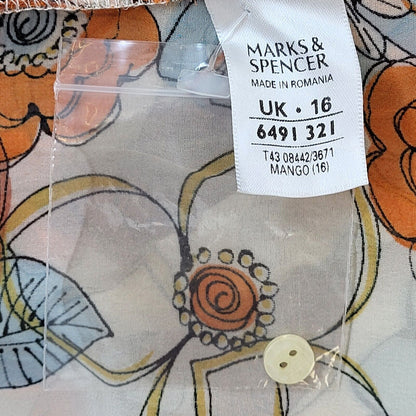 MARKS &
SPENCER
MADE IN ROMANIA
UK · 16
6491 321
T43 08442/3671
MANGO (16)